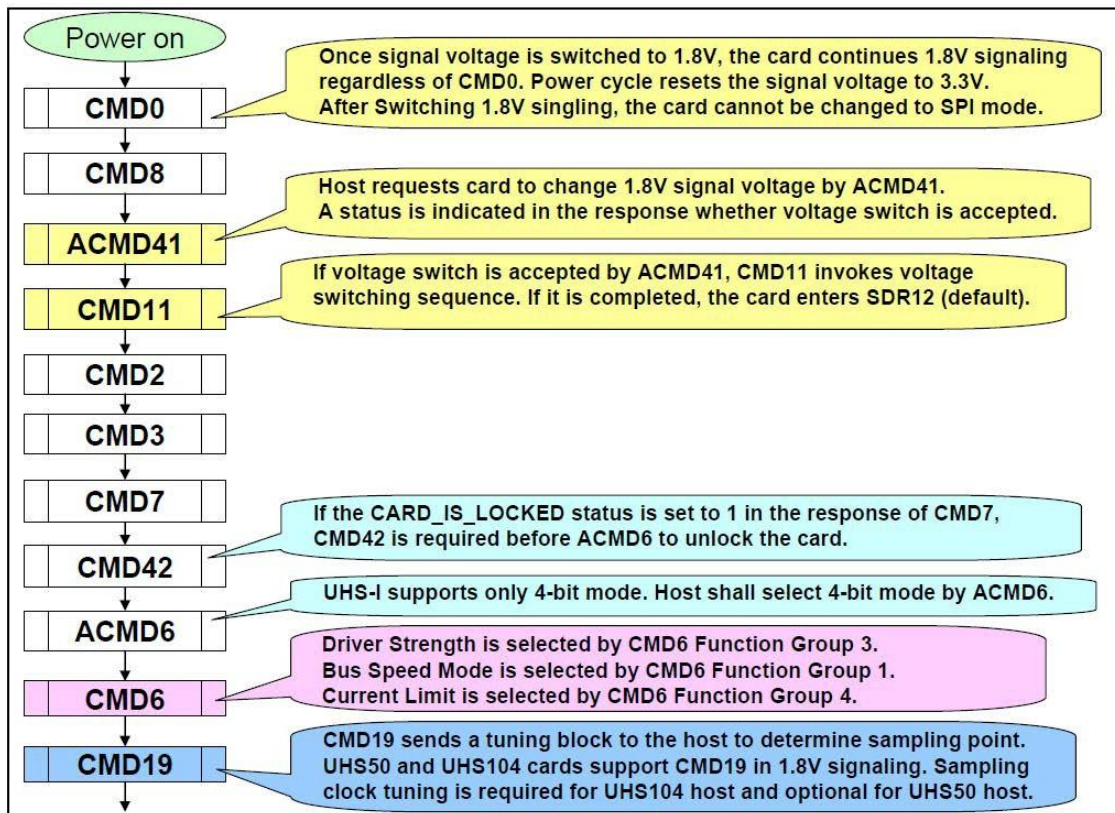 Power on
Once signal voltage is switched to 1.8V, the card continues 1.8V signaling
regardless of CMD0. Power cycle resets the signal voltage to 3.3V.
After Switching 1.8V singling, the card cannot be changed to SPI mode.
CMD0
CMD8
Host requests card to change 1.8V signal voltage by ACMD41.
A status is indicated in the response whether voltage switch is accepted.
ACMD41
If voltage switch is accepted by ACMD41, CMD11 invokes voltage
switching sequence. If it is completed, the card enters SDR12 (default).
CMD11
CMD2
CMD3
CMD7
If the CARD_IS_LOCKED status is set to 1 in the response of CMD7,
CMD42 is required before ACMD6 to unlock the card.
CMD42
UHS-I supports only 4-bit mode. Host shall select 4-bit mode by ACMD6.
ACMD6
Driver Strength is selected by CMD6 Function Group 3.
Bus Speed Mode is selected by CMD6 Function Group 1.
Current Limit is selected by CMD6 Function Group 4.
CMD6
CMD19 sends a tuning block to the host to determine sampling point.
UHS50 and UHS104 cards support CMD19 in 1.8V signaling. Sampling
clock tuning is required for UHS104 host and optional for UHS50 host.
CMD19